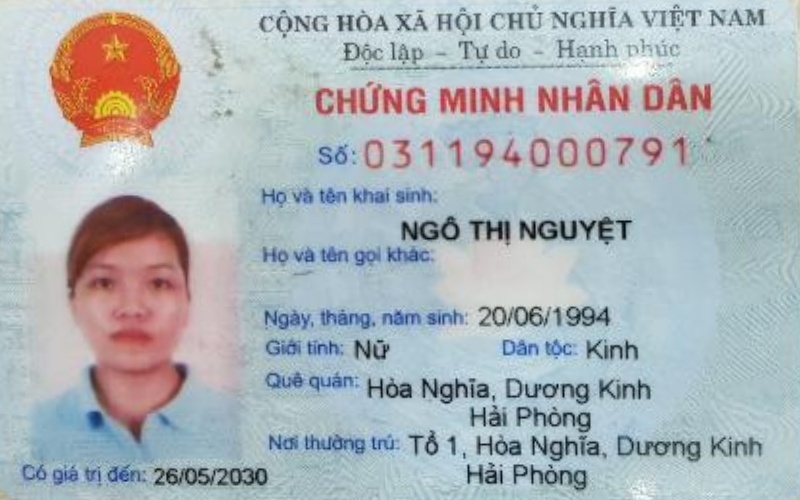 CỘNG HÒA XÃ HỘI CHỦ NGHĨA VIỆT NAM
Độc lập - Tự do - Hạnh phúc
CHỨNG MINH NHÂN DÂN
Số: 031194000791
Họ và tên khai sinh:
NGÔ THỊ NGUYỆT
Họ và tên gọi khác:
Ngày, tháng, năm sinh: 20/06/1994
Giới tính: Nữ Dân tộc: Kinh
Quê quán: Hòa Nghĩa, Dương Kinh
Hải Phòng
Nơi thường trú: Tổ 1, Hòa Nghĩa, Dương Kinh
Hải Phòng
Có giá trị đến: 26/05/2030